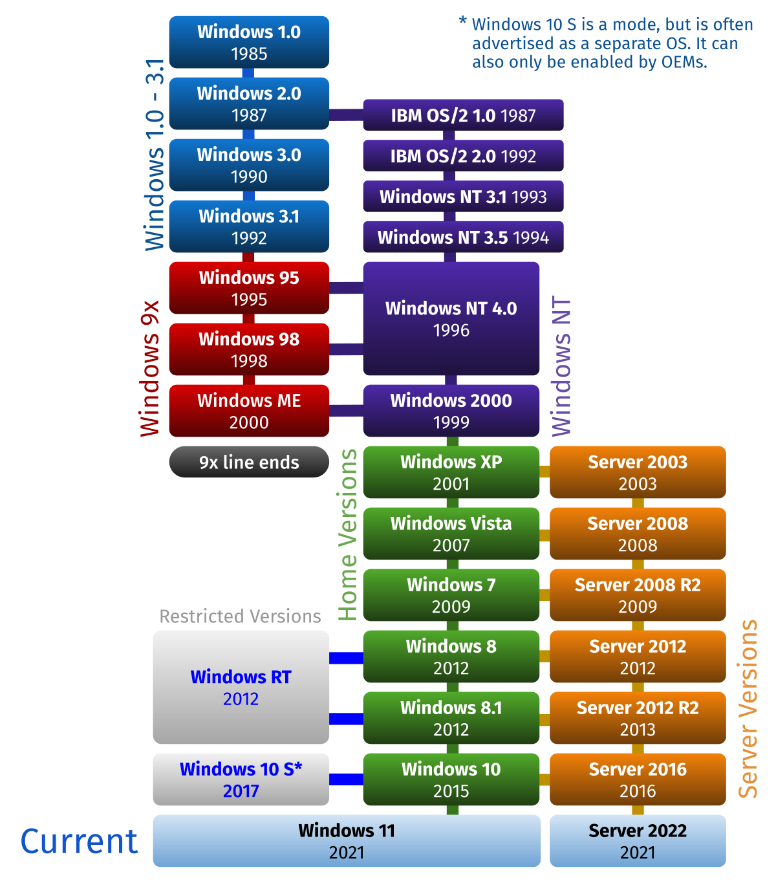 Windows 1.0
1985
* Windows 10 S is a mode, but is often
advertised as a separate OS. It can
also only be enabled by OEMs.
Windows 1.0 - 3.1
Windows 2.0
1987
IBM OS/2 1.0 1987
Windows 3.0
1990
IBM OS/2 2.0 1992
Windows NT 3.1 1993
Windows 3.1
1992
Windows NT 3.5 1994
Windows 9x
Windows 95
1995
Windows NT 4.0
1996
Windows NT
Windows 98
1998
Windows ME
2000
Windows 2000
1999
9x line ends
Home Versions
Windows XP
2001
Server 2003
2003
Windows Vista
2007
Server 2008
2008
Windows 7
2009
Server 2008 R2
2009
Restricted Versions
Windows RT
2012
Windows 8
2012
Server 2012
2012
Server Versions
Windows 8.1
2012
Server 2012 R2
2013
Windows 10 S*
2017
Windows 10
2015
Server 2016
2016
Current
Windows 11
2021
Server 2022
2021